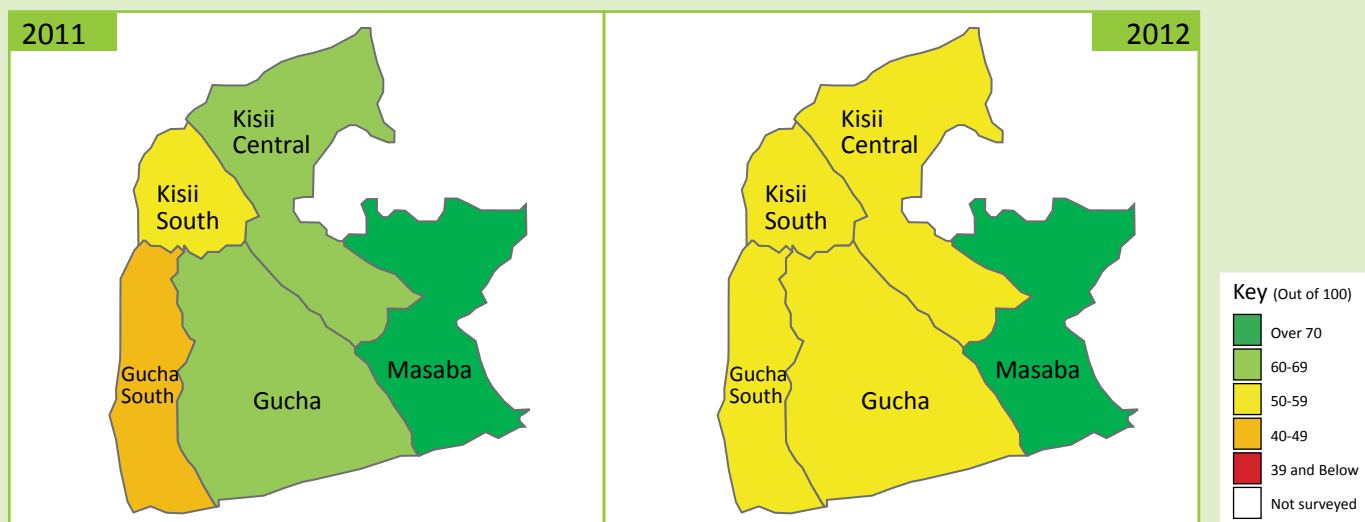 2011
Kisii
Central
Kisii
South
Gucha
South
Gucha
Masaba
2012
Kisii
Central
Kisii
South
Gucha
South
Gucha
Masaba
Key (Out of 100)
Over 70
60-69
50-59
40-49
39 and Below
Not surveyed